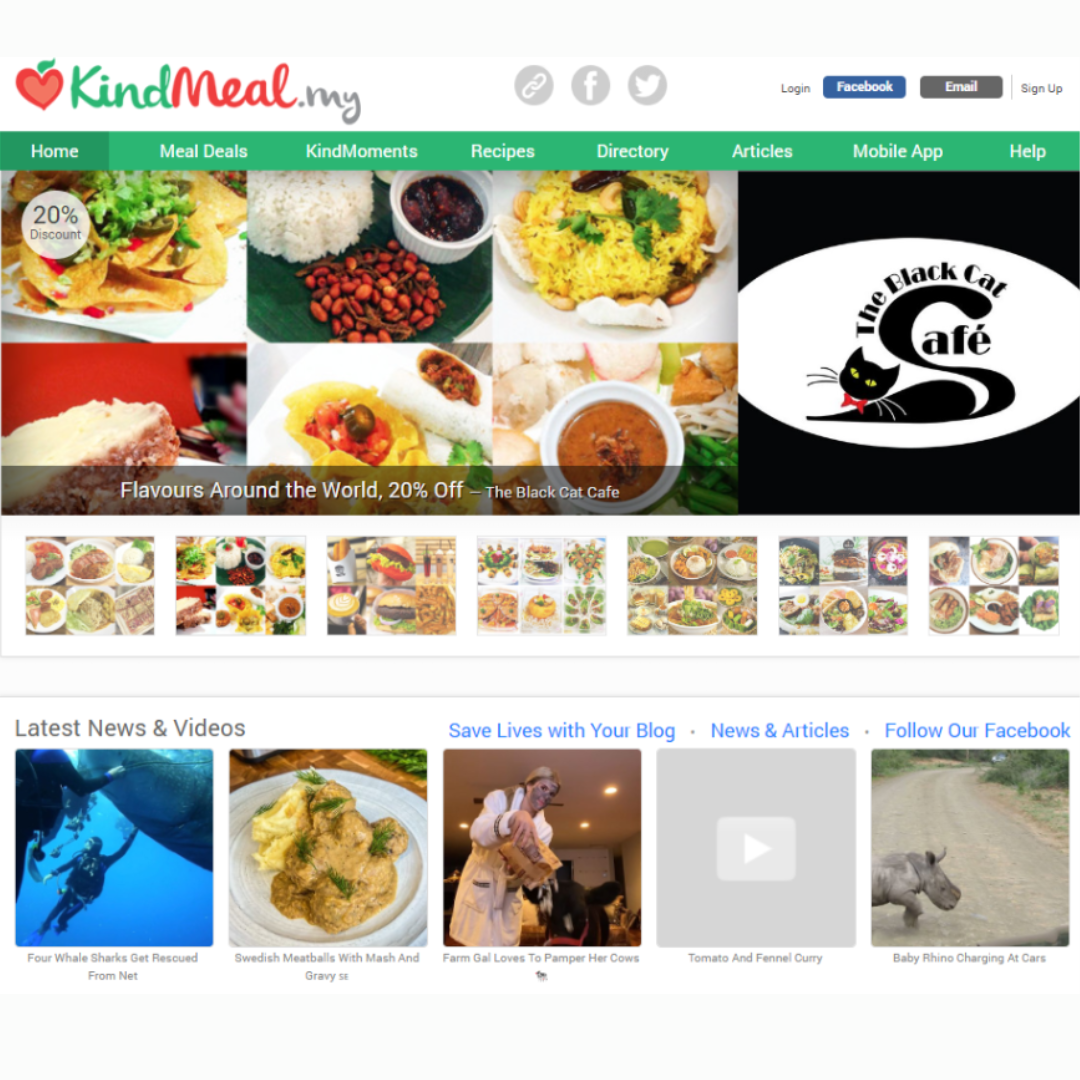 KindMeal.my
Login
Facebook
Email
Sign Up
Home
Meal Deals
KindMoments
Recipes
Directory
Articles
Mobile App
Help
20%
Discount
The Black Cat
Café
Flavours Around the World, 20% Off – The Black Cat Cafe
Latest News & Videos
Save Lives with Your Blog • News & Articles • Follow Our Facebook
Four Whale Sharks Get Rescued
From Net
Swedish Meatballs With Mash And
Gravy
Farm Gal Loves To Pamper Her Cows
Tomato And Fennel Curry
Baby Rhino Charging At Cars